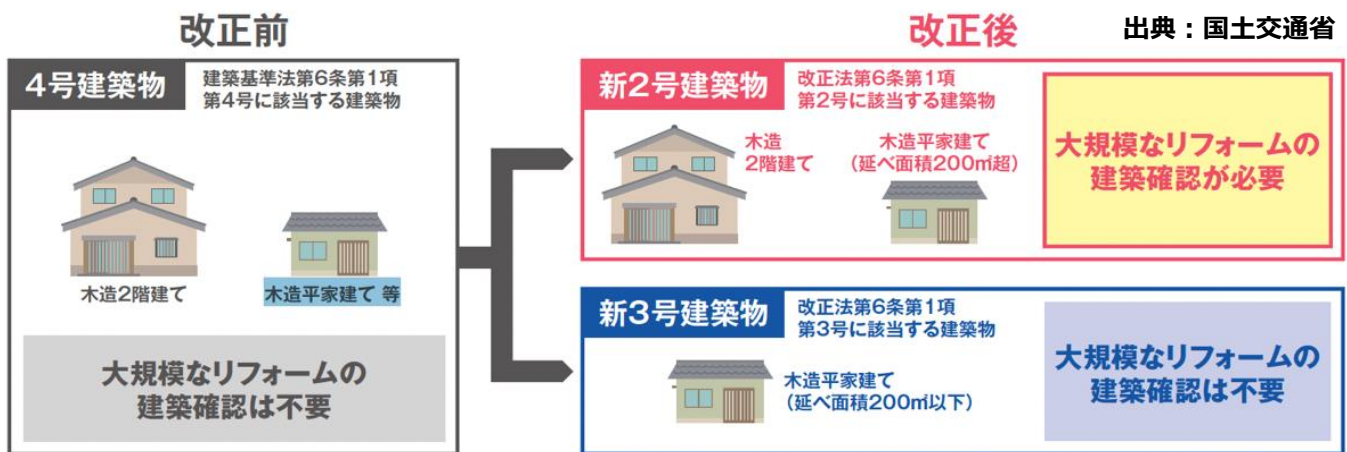 改正前
4号建築物
建築基準法第6条第1項
第4号に該当する建築物
木造2階建て
木造平家建て 等
大規模なリフォームの
建築確認は不要
改正後
出典：国土交通省
新2号建築物
改正法第6条第1項
第2号に該当する建築物
木造
2階建て
木造平家建て
（延べ面積200㎡超）
大規模なリフォームの
建築確認が必要
新3号建築物
改正法第6条第1項
第3号に該当する建築物
木造平家建て
（延べ面積200㎡以下）
大規模なリフォームの
建築確認は不要